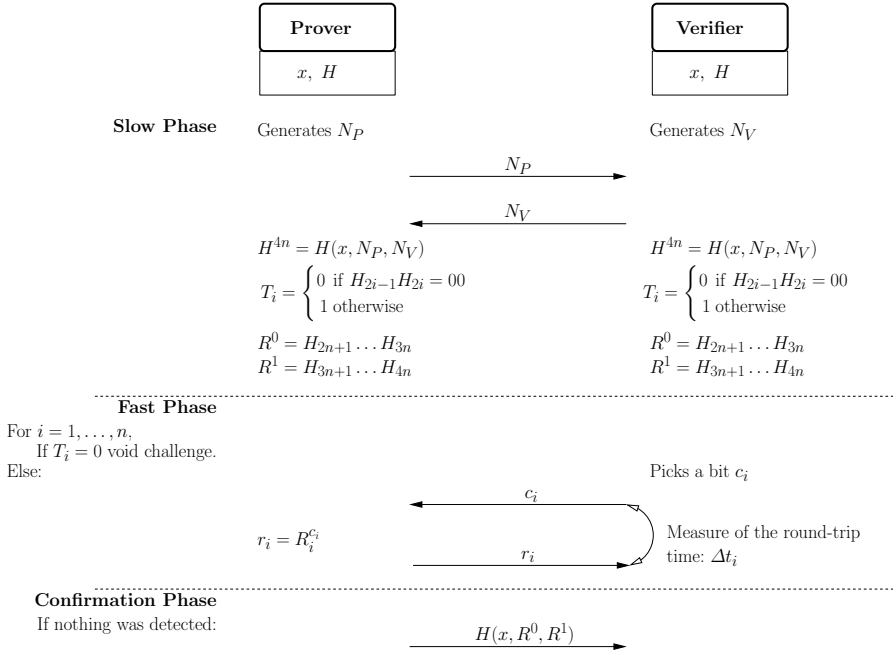 Prover Verifier
x, H x, H
Slow Phase Generates N_P Generates N_V
N_P
N_V
H^{4n} = H(x, N_P, N_V) H^{4n} = H(x, N_P, N_V)
T_i = { 0 if H_{2i−1}H_{2i} = 00 T_i = { 0 if H_{2i−1}H_{2i} = 00
1 otherwise 1 otherwise
R^0 = H_{2n+1} … H_{3n} R^0 = H_{2n+1} … H_{3n}
R^1 = H_{3n+1} … H_{4n} R^1 = H_{3n+1} … H_{4n}
Fast Phase
For i = 1, …, n,
If T_i = 0 void challenge.
Else: Picks a bit c_i
c_i
r_i = R_i^{c_i} Measure of the round-trip
time: Δt_i
r_i
Confirmation Phase
If nothing was detected:
H(x, R^0, R^1)